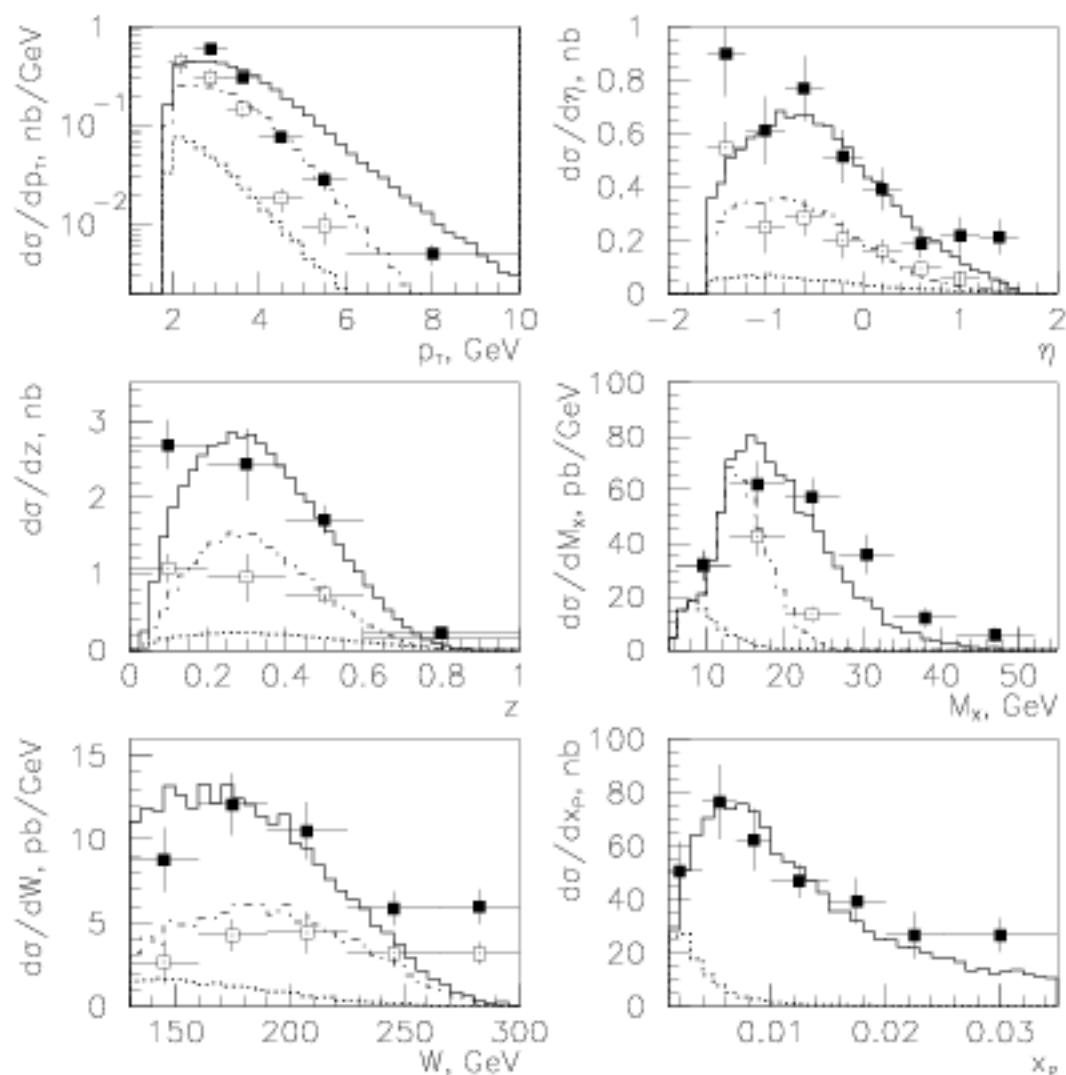 dσ/dp_T, nb/GeV
1
10^-1
10^-2
2 4 6 8 10
p_T, GeV
dσ/dη, nb
1
0.8
0.6
0.4
0.2
0
−2 −1 0 1 2
η
dσ/dz, nb
3
2
1
0
0 0.2 0.4 0.6 0.8 1
z
dσ/dM_x, pb/GeV
100
80
60
40
20
0
10 20 30 40 50
M_x, GeV
dσ/dW, pb/GeV
15
10
5
0
150 200 250 300
W, GeV
dσ/dx_P, nb
100
80
60
40
20
0
0.01 0.02 0.03
x_P